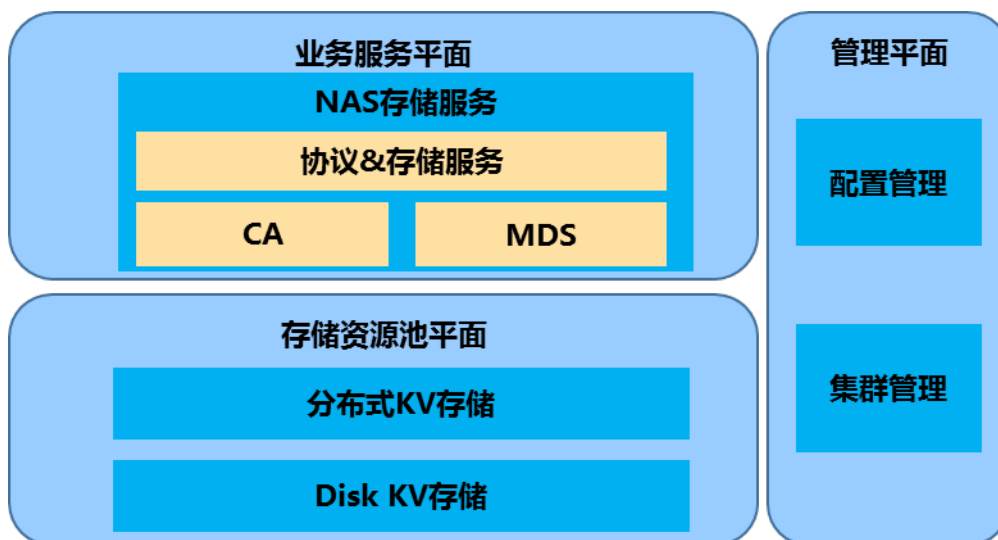 业务服务平面
NAS存储服务
协议&存储服务
CA
MDS
存储资源池平面
分布式KV存储
Disk KV存储
管理平面
配置管理
集群管理